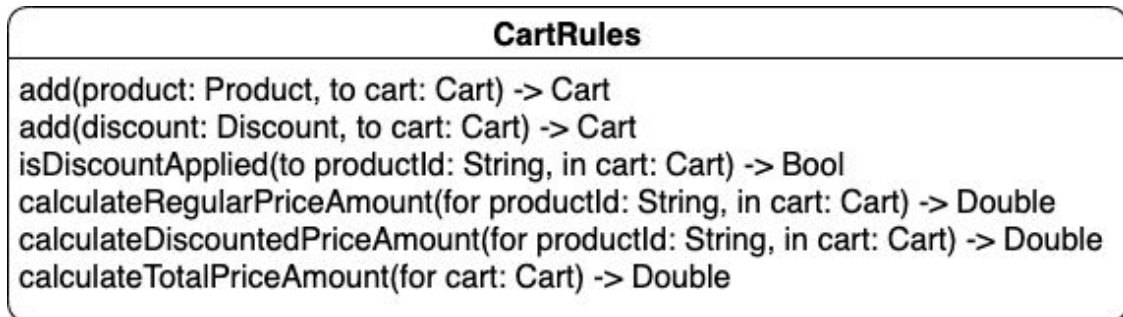 CartRules
add(product: Product, to cart: Cart) -> Cart
add(discount: Discount, to cart: Cart) -> Cart
isDiscountApplied(to productId: String, in cart: Cart) -> Bool
calculateRegularPriceAmount(for productId: String, in cart: Cart) -> Double
calculateDiscountedPriceAmount(for productId: String, in cart: Cart) -> Double
calculateTotalPriceAmount(for cart: Cart) -> Double